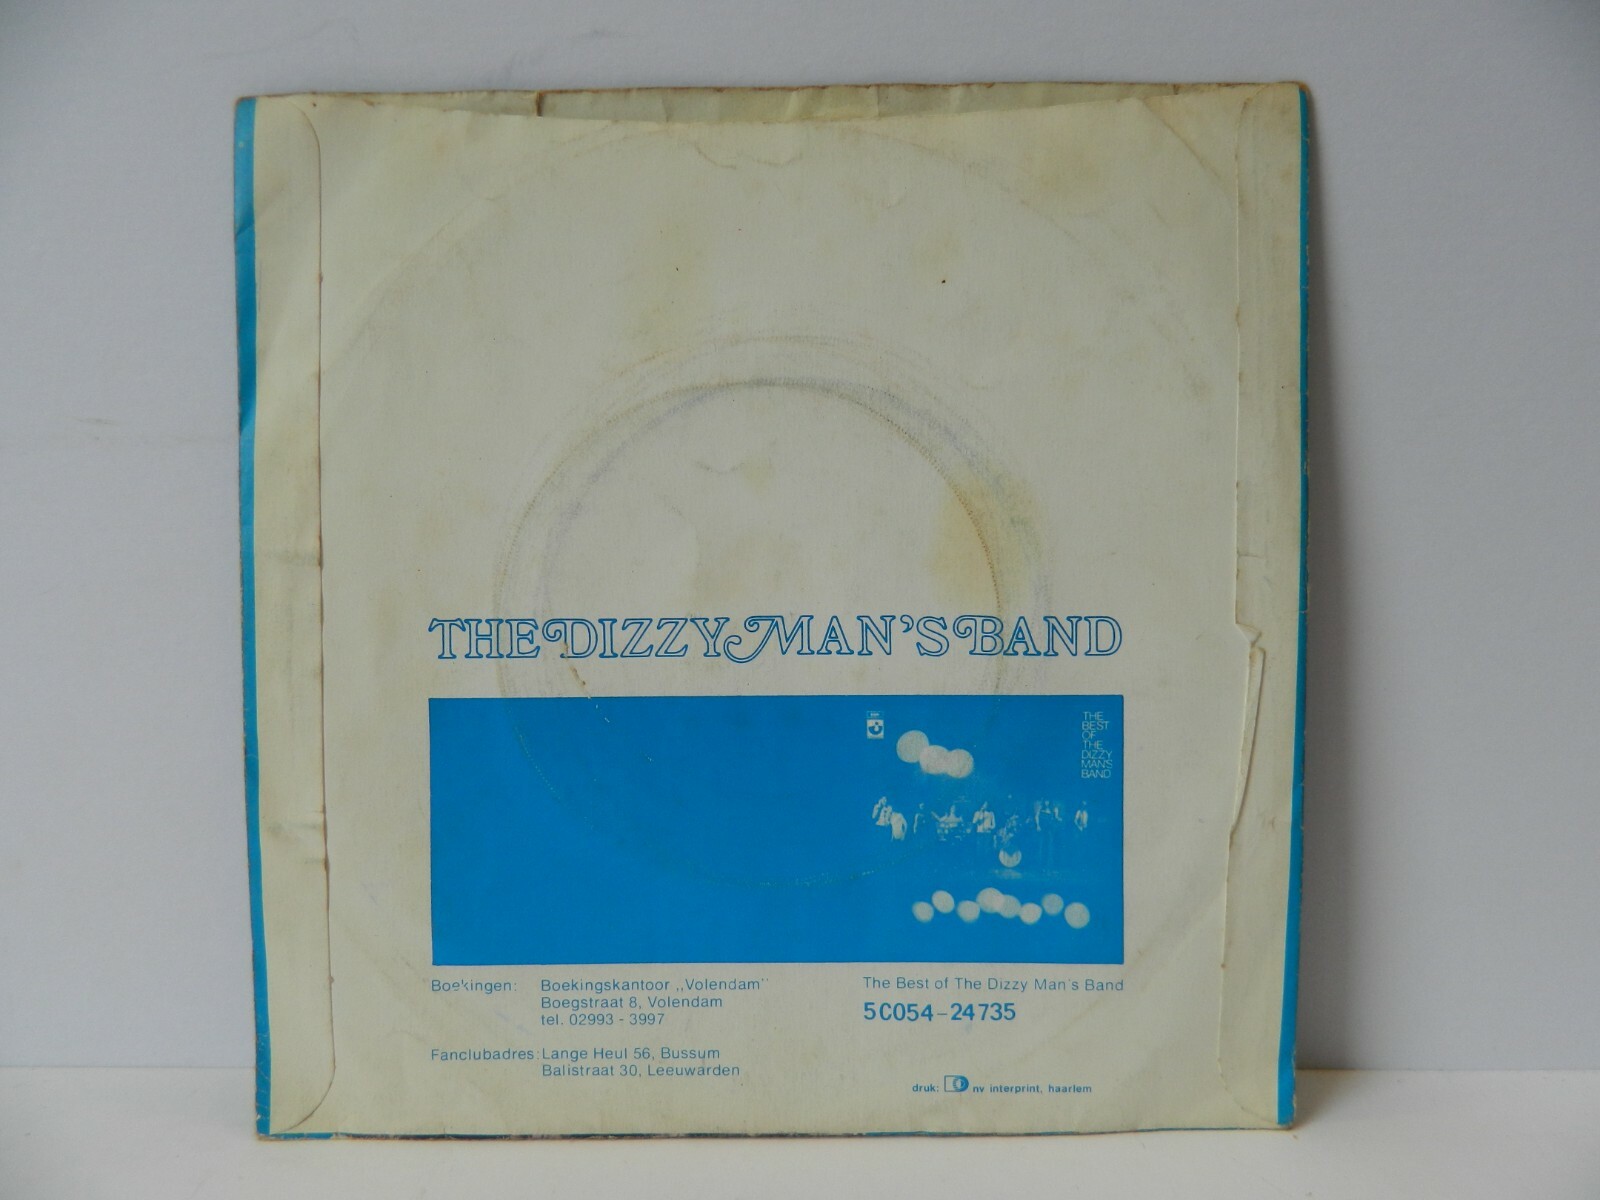 THE DIZZY MAN'S BAND
THE
BEST
OF
THE
DIZZY
MAN'S
BAND
Boekingen: Boekingskantoor „Volendam"
Boegstraat 8, Volendam
tel. 02993 - 3997
Fanclubadres: Lange Heul 56, Bussum
Balistraat 30, Leeuwarden
The Best of The Dizzy Man's Band
5C054-24735
druk: nv interprint, haarlem